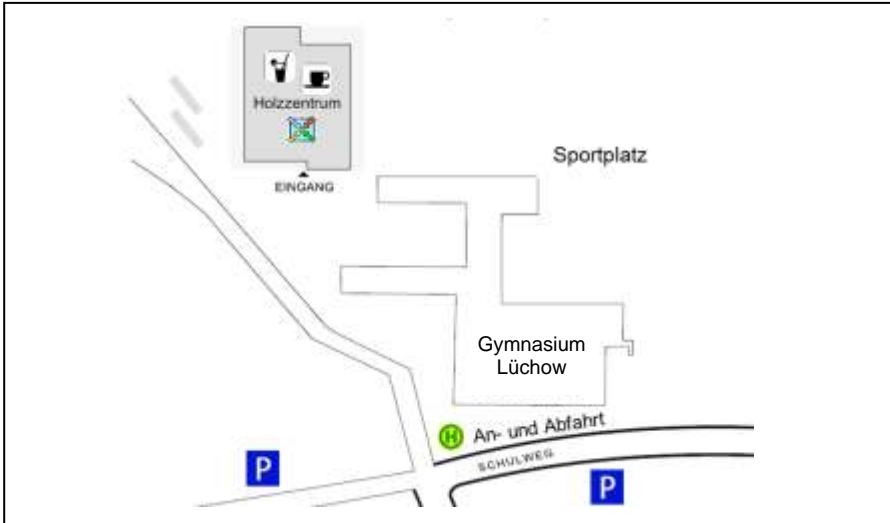 Holzzentrum
EINGANG
Sportplatz
Gymnasium
Lüchow
H An- und Abfahrt
SCHULWEG
P
P